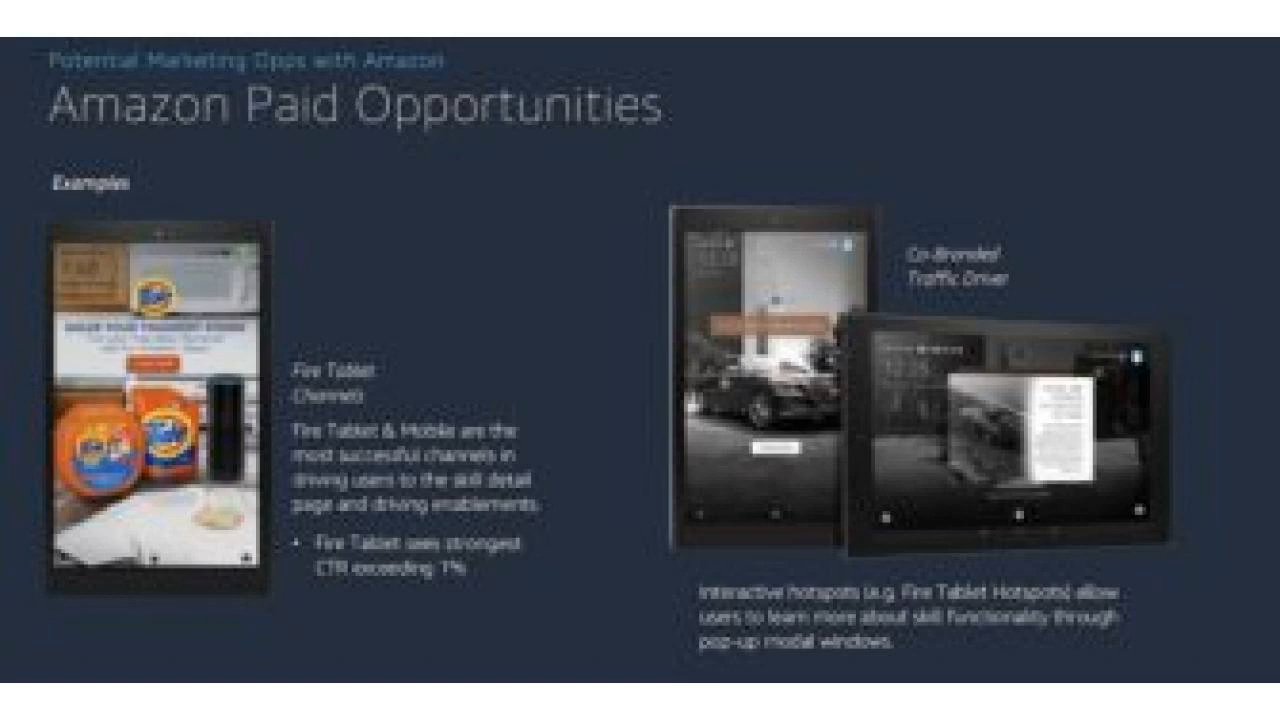 Potential Marketing Opps with Amazon
Amazon Paid Opportunities
Examples
Tide
Tide
Fire Tablet
Channels
Fire Tablet & Mobile are the
most successful channels in
driving users to the skill detail
page and driving enablements.
• Fire Tablet sees strongest
CTR exceeding 1%
Co-Branded
Traffic Driver
Interactive hotspots (e.g. Fire Tablet Hotspots) allow
users to learn more about skill functionality through
pop-up modal windows.